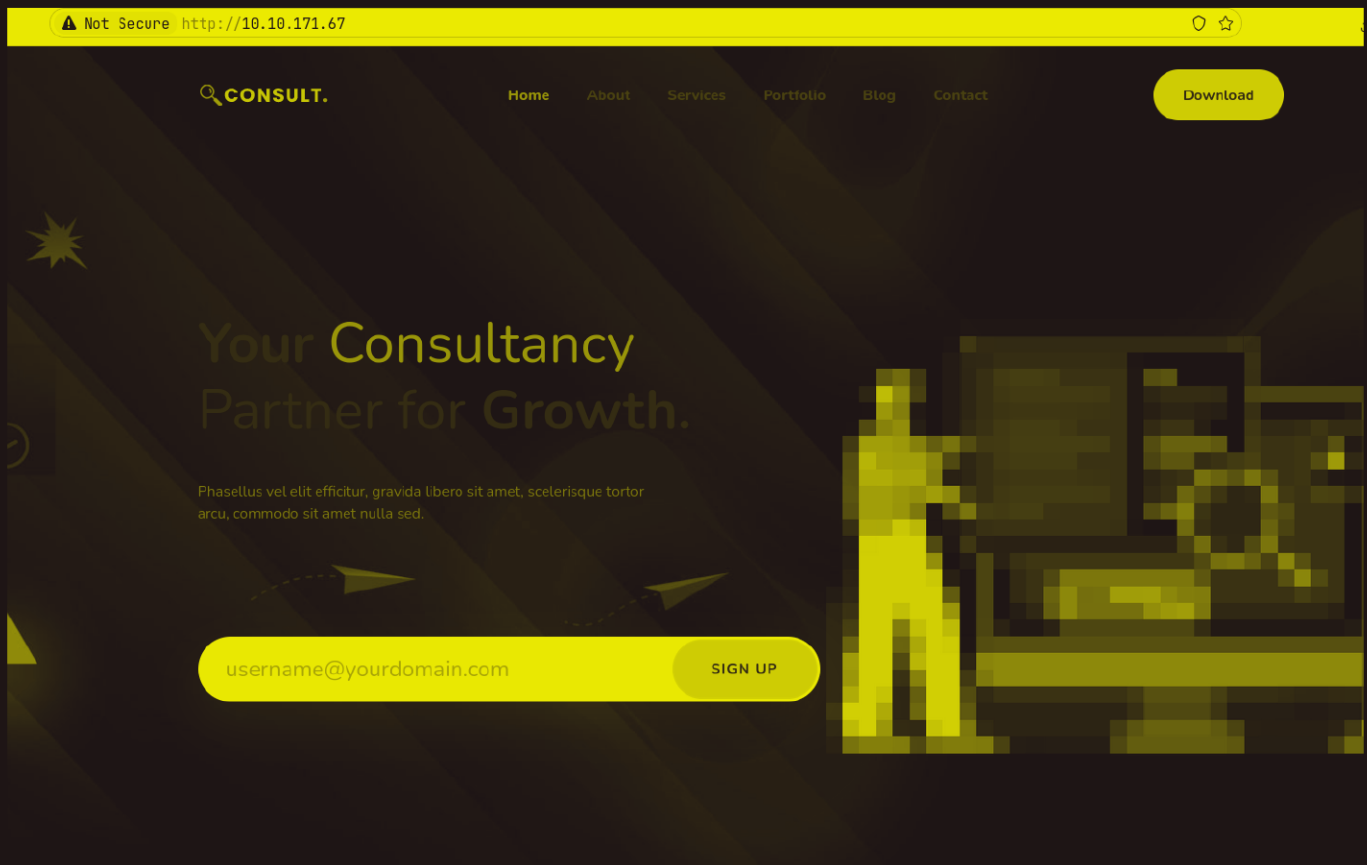 Not Secure http://10.10.171.67
CONSULT. Home About Services Portfolio Blog Contact Download
Your Consultancy
Partner for Growth.
Phasellus vel elit efficitur, gravida libero sit amet, scelerisque tortor
arcu, commodo sit amet nulla sed.
username@yourdomain.com SIGN UP